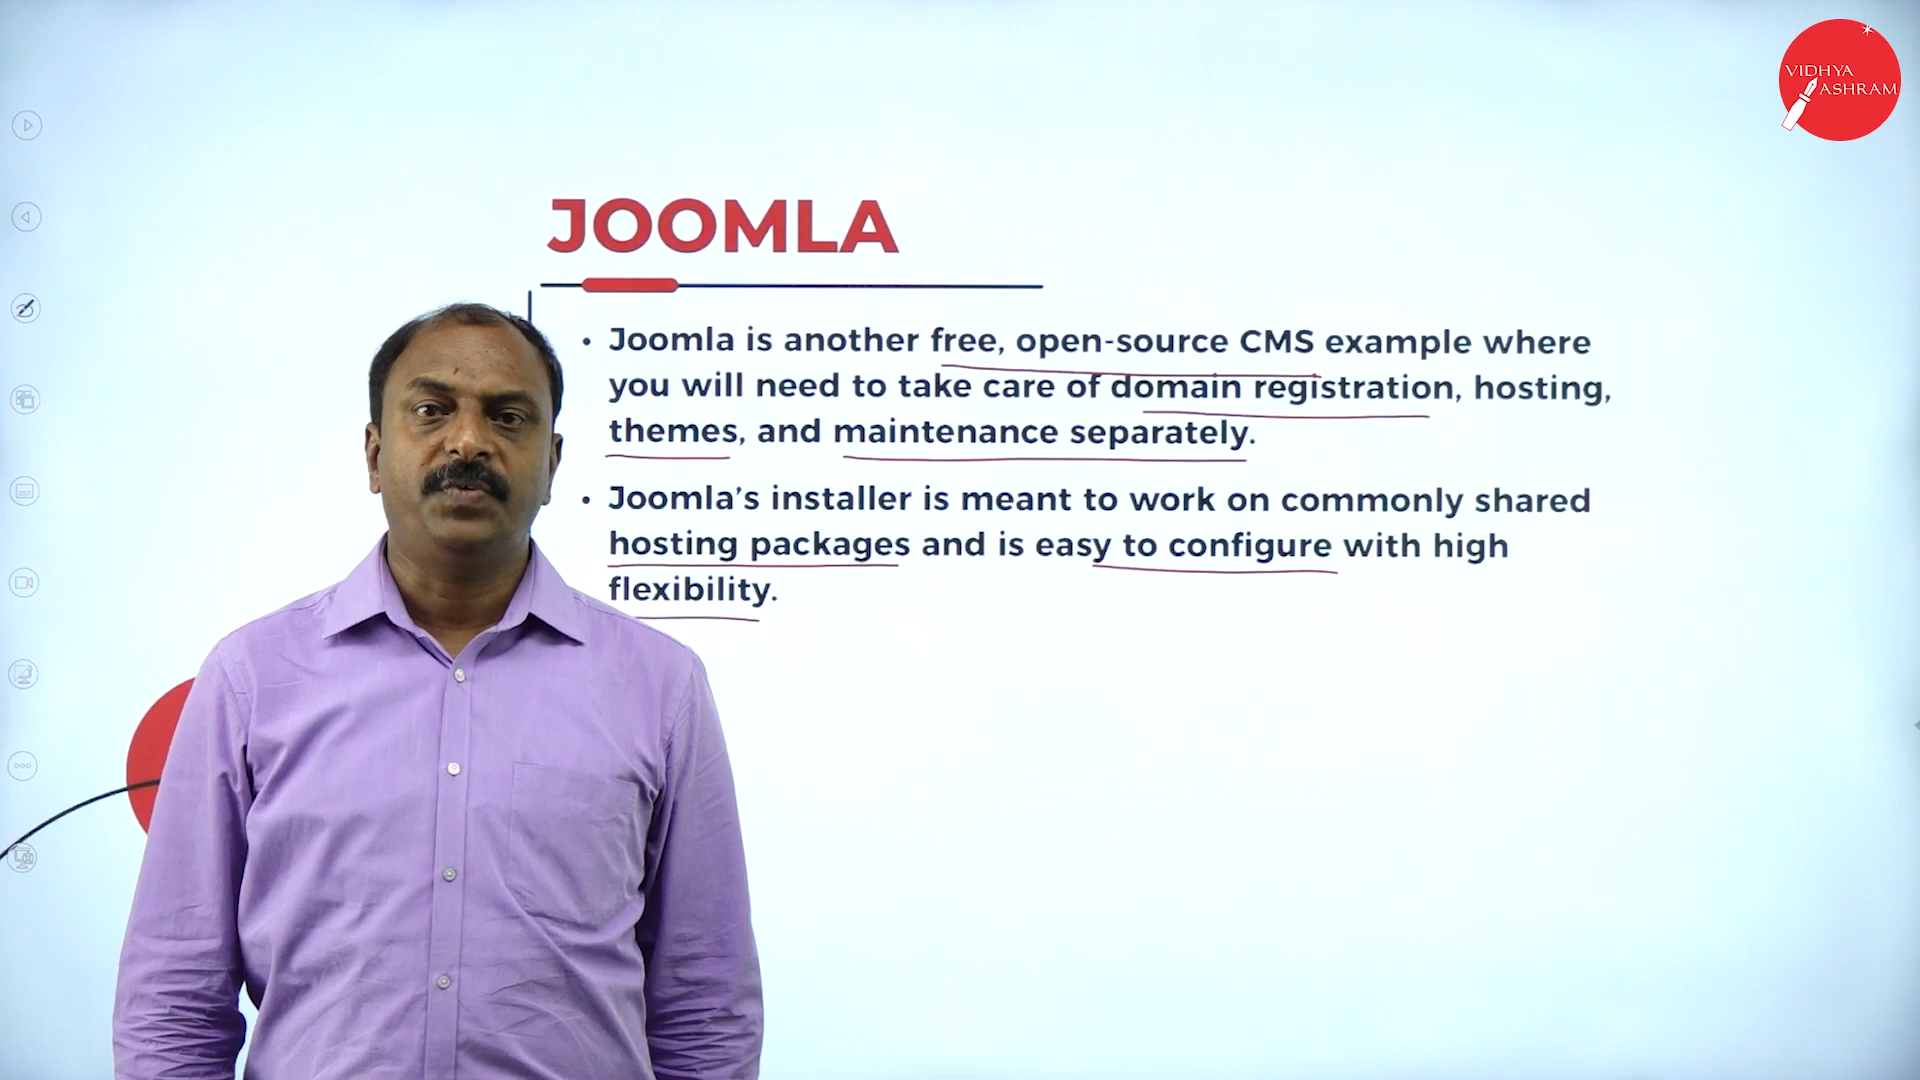 VIDHYA
ASHRAM
JOOMLA
• Joomla is another free, open-source CMS example where
you will need to take care of domain registration, hosting,
themes, and maintenance separately.
• Joomla's installer is meant to work on commonly shared
hosting packages and is easy to configure with high
flexibility.